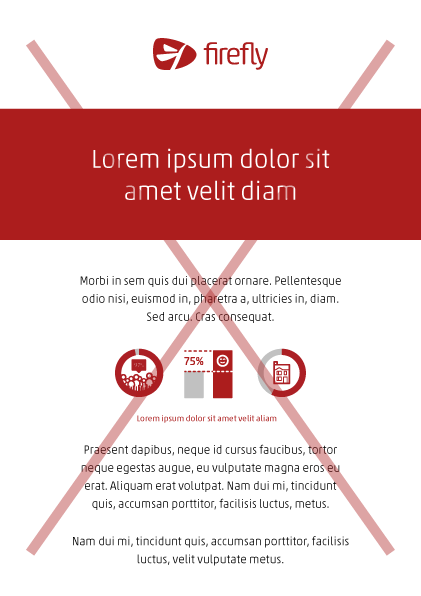 firefly
Lorem ipsum dolor sit
amet velit diam
Morbi in sem quis dui placerat ornare. Pellentesque
odio nisi, euismod in, pharetra a, ultricies in, diam.
Sed arcu. Cras consequat.
75%
Lorem ipsum dolor sit amet velit aliam
Praesent dapibus, neque id cursus faucibus, tortor
neque egestas augue, eu vulputate magna eros eu
erat. Aliquam erat volutpat. Nam dui mi, tincidunt
quis, accumsan porttitor, facilisis luctus, metus.
Nam dui mi, tincidunt quis, accumsan porttitor, facilisis
luctus, velit vulputate metus.